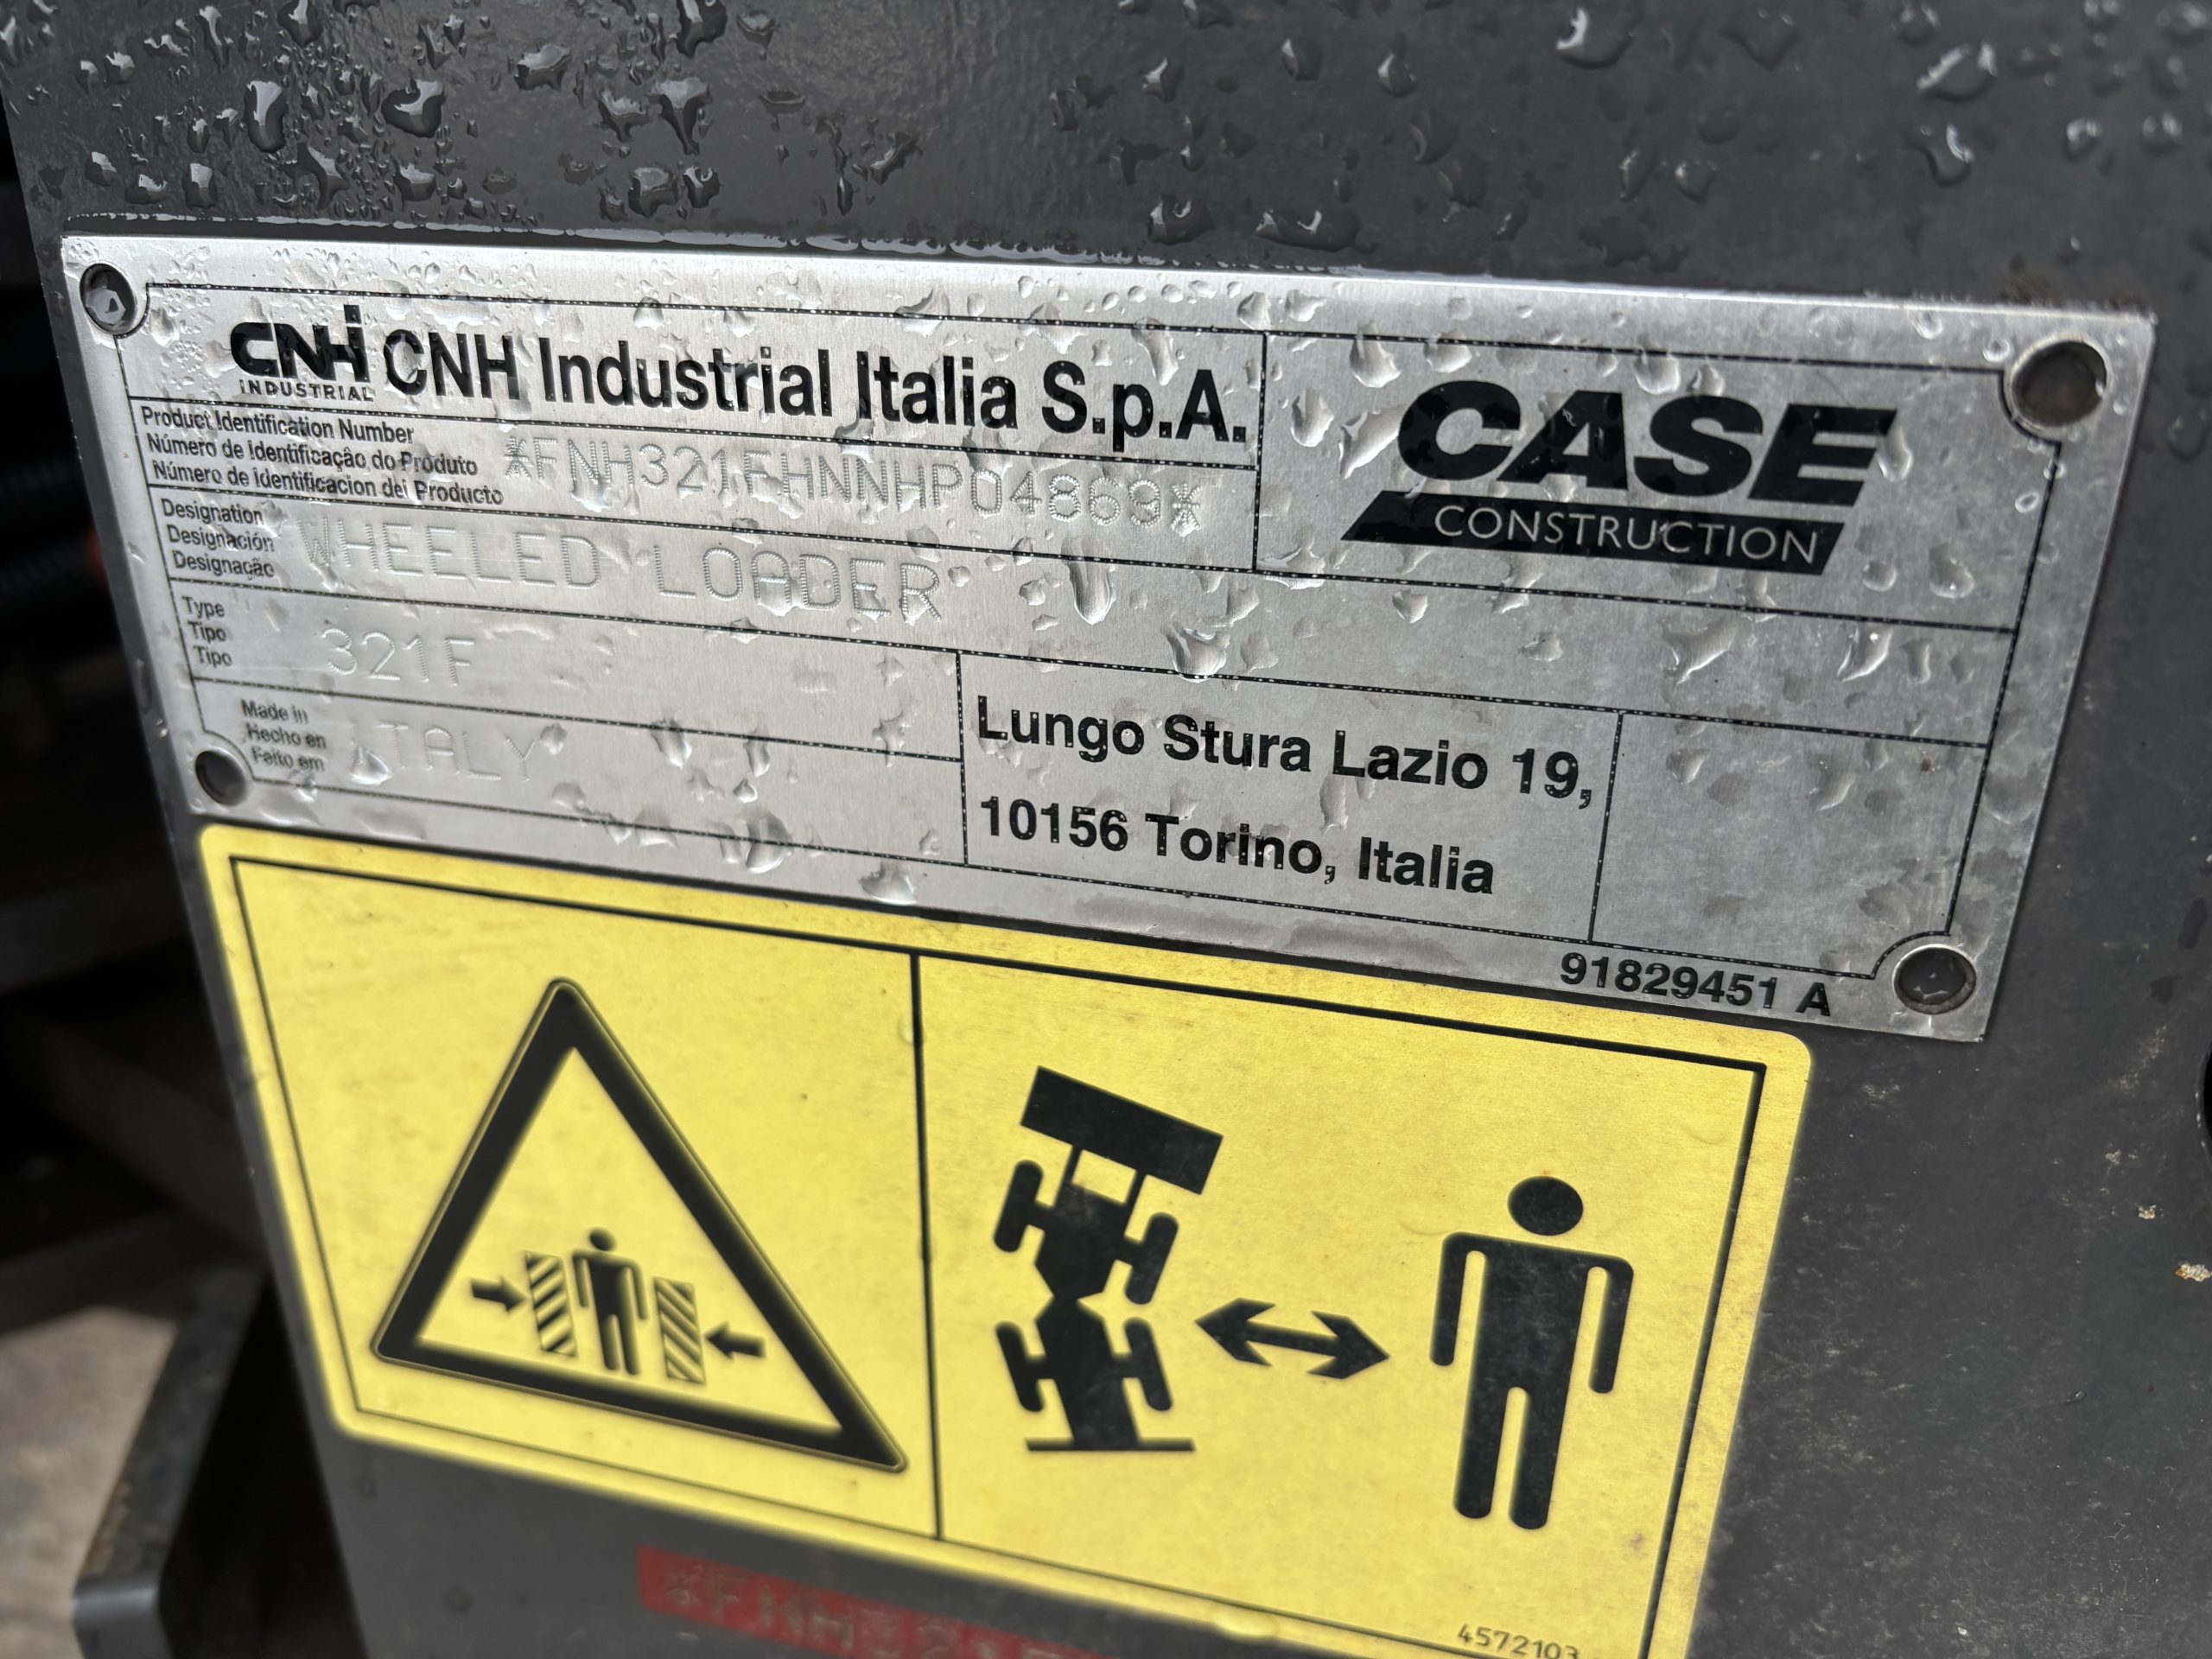 CNHi INDUSTRIAL CNH Industrial Italia S.p.A.
CASE
CONSTRUCTION
Product Identification Number
Número de Identificação do Produto
Número de Identificacion del Producto
*FNH321FHNNHP04869*
Designation
Designación
Designação
WHEELED LOADER
Type
Tipo
Tipo
321F
Made in
Hecho en
Feito em
ITALY
Lungo Stura Lazio 19,
10156 Torino, Italia
91829451 A
4572103
*FNH321F